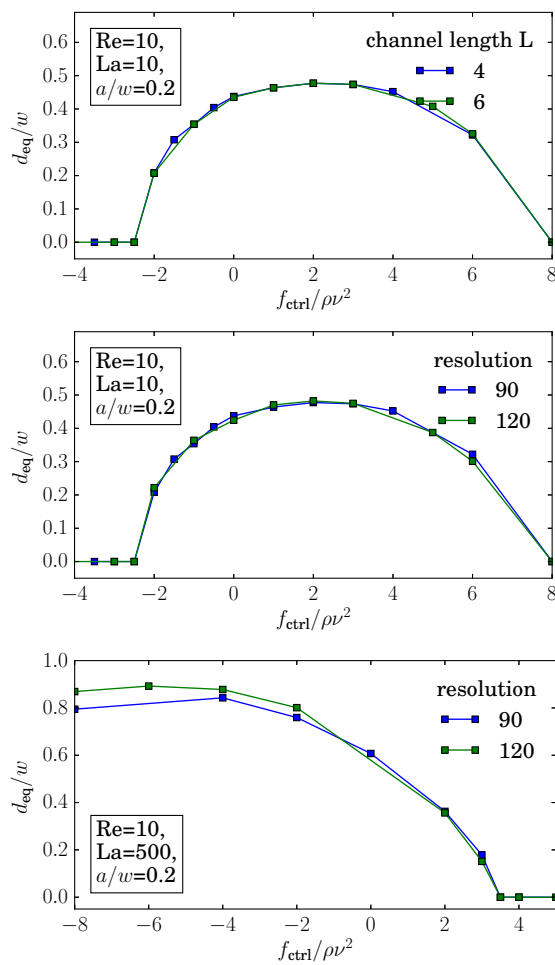 0.6
0.5
0.4
0.3
0.2
0.1
0.0
d_eq/w
Re=10,
La=10,
a/w=0.2
channel length L
4
6
−4 −2 0 2 4 6 8
f_ctrl/ρν²
0.6
0.5
0.4
0.3
0.2
0.1
0.0
d_eq/w
Re=10,
La=10,
a/w=0.2
resolution
90
120
−4 −2 0 2 4 6 8
f_ctrl/ρν²
1.0
0.8
0.6
0.4
0.2
0.0
d_eq/w
resolution
90
120
Re=10,
La=500,
a/w=0.2
−8 −6 −4 −2 0 2 4
f_ctrl/ρν²